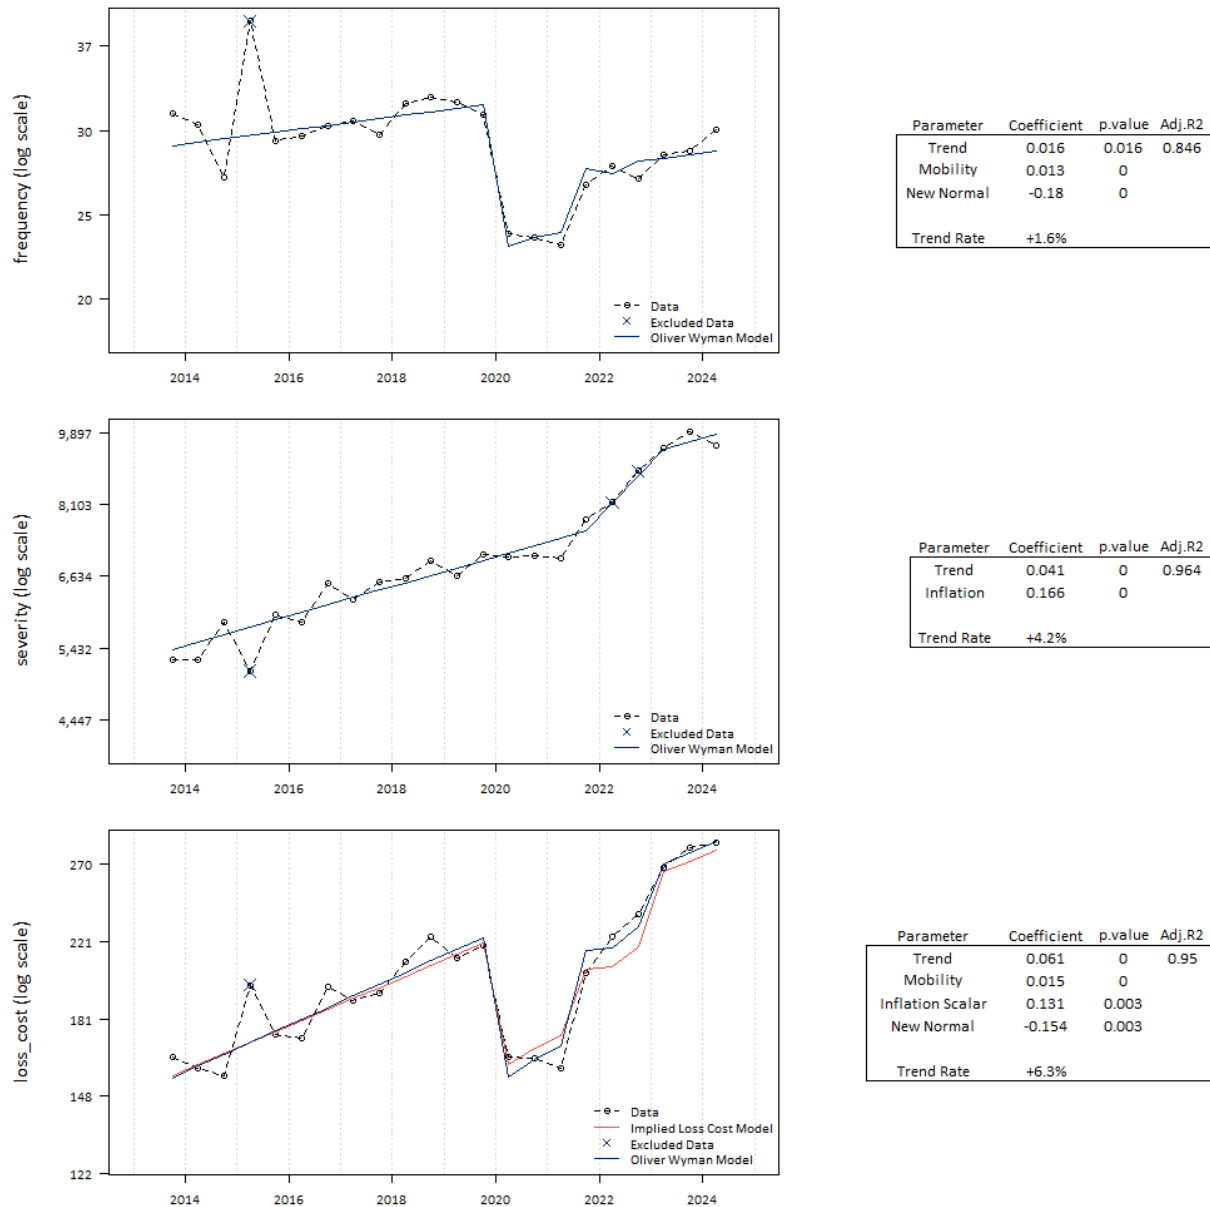 frequency (log scale)
37
30
25
20
Data
Excluded Data
Oliver Wyman Model
2014 2016 2018 2020 2022 2024
Parameter Coefficient p.value Adj.R2
Trend 0.016 0.016 0.846
Mobility 0.013 0
New Normal -0.18 0
Trend Rate +1.6%
severity (log scale)
9,897
8,103
6,634
5,432
4,447
Data
Excluded Data
Oliver Wyman Model
2014 2016 2018 2020 2022 2024
Parameter Coefficient p.value Adj.R2
Trend 0.041 0 0.964
Inflation 0.166 0
Trend Rate +4.2%
loss_cost (log scale)
270
221
181
148
122
Data
Implied Loss Cost Model
Excluded Data
Oliver Wyman Model
2014 2016 2018 2020 2022 2024
Parameter Coefficient p.value Adj.R2
Trend 0.061 0 0.95
Mobility 0.015 0
Inflation Scalar 0.131 0.003
New Normal -0.154 0.003
Trend Rate +6.3%